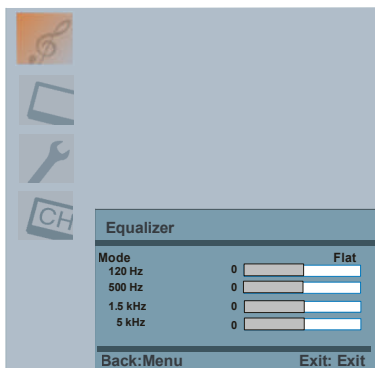 CH
Equalizer
Mode Flat
120 Hz 0
500 Hz 0
1.5 kHz 0
5 kHz 0
Back:Menu Exit: Exit